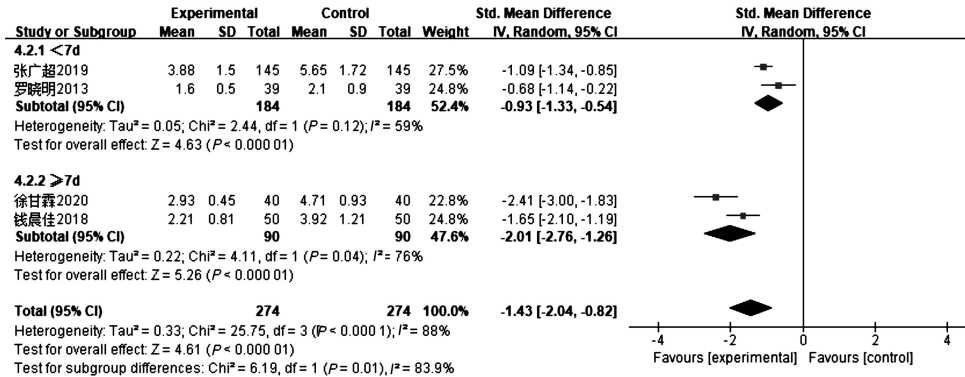 Experimental Control Std. Mean Difference Std. Mean Difference
Study or Subgroup Mean SD Total Mean SD Total Weight IV, Random, 95% CI IV, Random, 95% CI
4.2.1 <7d
张广超2019 3.88 1.5 145 5.65 1.72 145 27.5% -1.09 [-1.34, -0.85]
罗晓明2013 1.6 0.5 39 2.1 0.9 39 24.8% -0.68 [-1.14, -0.22]
Subtotal (95% CI) 184 184 52.4% -0.93 [-1.33, -0.54]
Heterogeneity: Tau² = 0.05; Chi² = 2.44, df = 1 (P = 0.12); I² = 59%
Test for overall effect: Z = 4.63 (P < 0.000 01)
4.2.2 ⩾7d
徐甘霖2020 2.93 0.45 40 4.71 0.93 40 22.8% -2.41 [-3.00, -1.83]
钱晨佳2018 2.21 0.81 50 3.92 1.21 50 24.8% -1.65 [-2.10, -1.19]
Subtotal (95% CI) 90 90 47.6% -2.01 [-2.76, -1.26]
Heterogeneity: Tau² = 0.22; Chi² = 4.11, df = 1 (P = 0.04); I² = 76%
Test for overall effect: Z = 5.26 (P < 0.000 01)
Total (95% CI) 274 274 100.0% -1.43 [-2.04, -0.82]
Heterogeneity: Tau² = 0.33; Chi² = 25.75, df = 3 (P < 0.000 1); I² = 88%
Test for overall effect: Z = 4.61 (P < 0.000 01)
Test for subgroup differences: Chi² = 6.19, df = 1 (P = 0.01), I² = 83.9%
-4 -2 0 2 4
Favours [experimental] Favours [control]